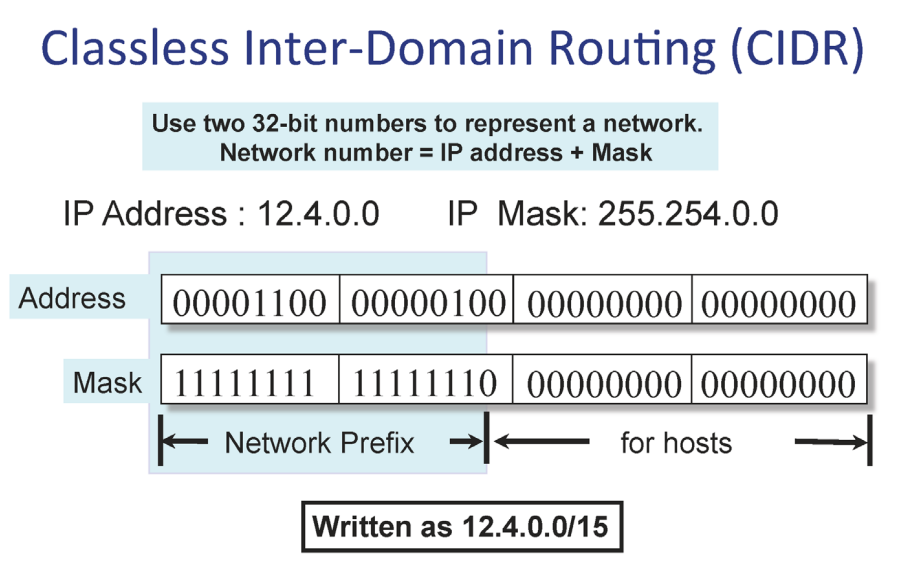 Classless Inter-Domain Routing (CIDR)
Use two 32-bit numbers to represent a network.
Network number = IP address + Mask
IP Address : 12.4.0.0 IP Mask: 255.254.0.0
Address 00001100 00000100 00000000 00000000
Mask 11111111 11111110 00000000 00000000
Network Prefix for hosts
Written as 12.4.0.0/15